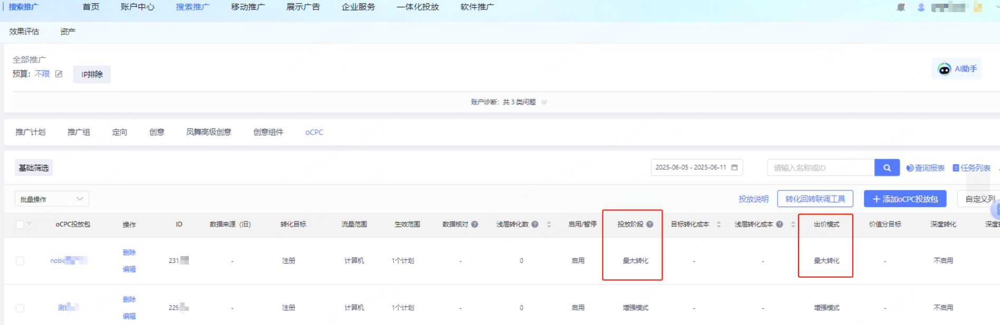 搜索推广 首页 账户中心 搜索推广 移动推广 展示广告 企业服务 一体化投放 软件推广
效果评估 资产
全部推广
预算: 不限 IP排除
AI助手
账户诊断: 共 3 类问题
推广计划 推广组 定向 创意 凤舞高级创意 创意组件 oCPC
基础筛选 2025-06-05 - 2025-06-11 请输入名称或ID 查询报表 任务列表
批量操作 投放说明 转化回转联调工具 添加oCPC投放包 自定义列
oCPC投放包 操作 ID 数据来源（旧） 转化目标 流量范围 生效范围 数据核对 浅层转化数 启用/暂停 投放阶段 目标转化成本 浅层转化成本 出价模式 价值分目标 深度转化 深度
删除
nobi 231 - 注册 计算机 1个计划 - 0 启用 最大转化 - - 最大转化 - 不启用
编辑
删除
测 229 - 注册 计算机 1个计划 - 0 启用 增强模式 - - 增强模式 - 不启用
编辑